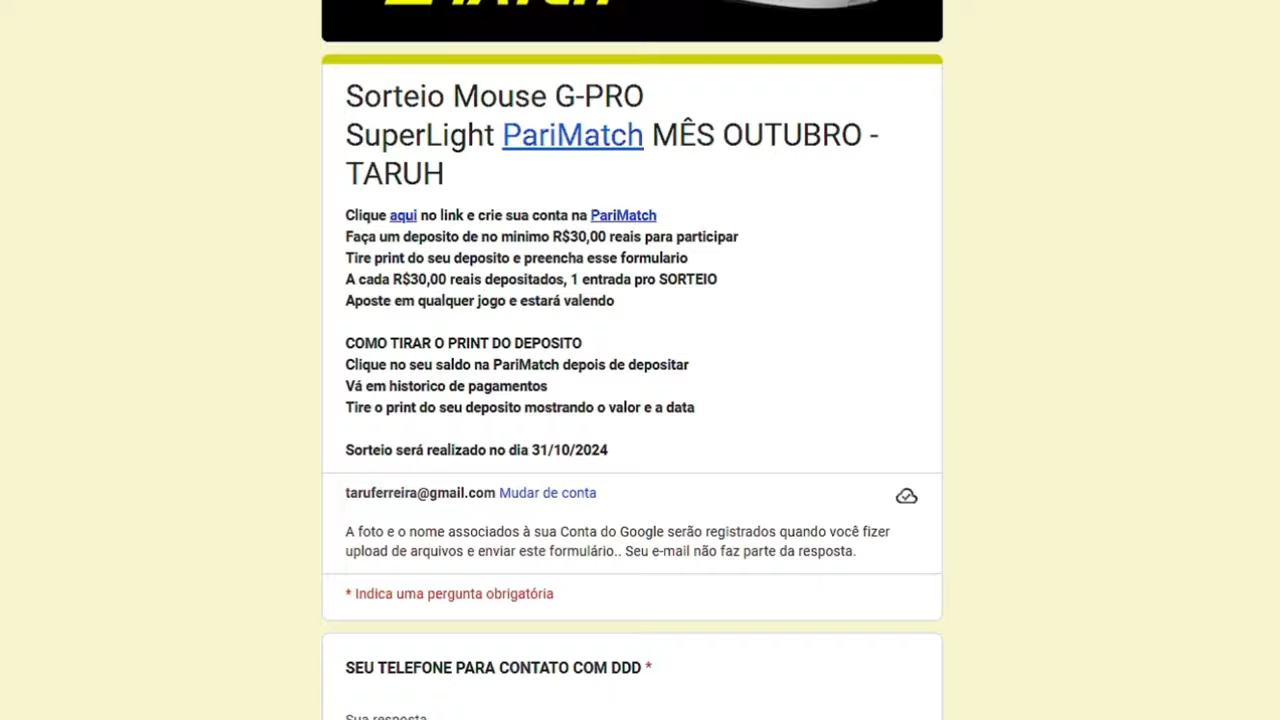 Sorteio Mouse G-PRO
SuperLight PariMatch MÊS OUTUBRO -
TARUH
Clique aqui no link e crie sua conta na PariMatch
Faça um deposito de no minimo R$30,00 reais para participar
Tire print do seu deposito e preencha esse formulario
A cada R$30,00 reais depositados, 1 entrada pro SORTEIO
Aposte em qualquer jogo e estará valendo
COMO TIRAR O PRINT DO DEPOSITO
Clique no seu saldo na PariMatch depois de depositar
Vá em historico de pagamentos
Tire o print do seu deposito mostrando o valor e a data
Sorteio será realizado no dia 31/10/2024
taruferreira@gmail.com Mudar de conta
A foto e o nome associados à sua Conta do Google serão registrados quando você fizer
upload de arquivos e enviar este formulário.. Seu e-mail não faz parte da resposta.
* Indica uma pergunta obrigatória
SEU TELEFONE PARA CONTATO COM DDD *
Sua resposta